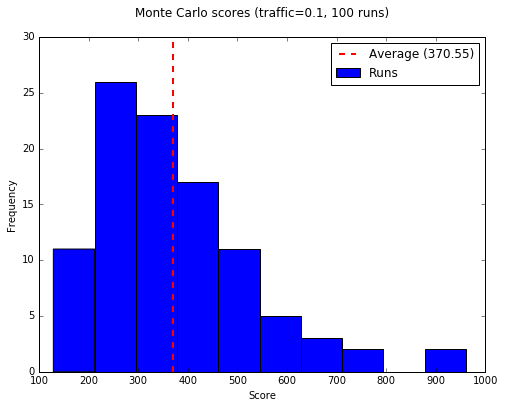 Monte Carlo scores (traffic=0.1, 100 runs)
30
25
20
15
10
5
0
Frequency
Average (370.55)
Runs
100 200 300 400 500 600 700 800 900 1000
Score